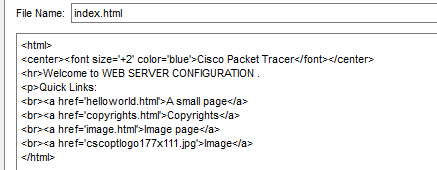 File Name: index.html
<html>
<center><font size='+2' color='blue'>Cisco Packet Tracer</font></center>
<hr>Welcome to WEB SERVER CONFIGURATION .
<p>Quick Links:
<br><a href='helloworld.html'>A small page</a>
<br><a href='copyrights.html'>Copyrights</a>
<br><a href='image.html'>Image page</a>
<br><a href='cscoptlogo177x111.jpg'>Image</a>
</html>